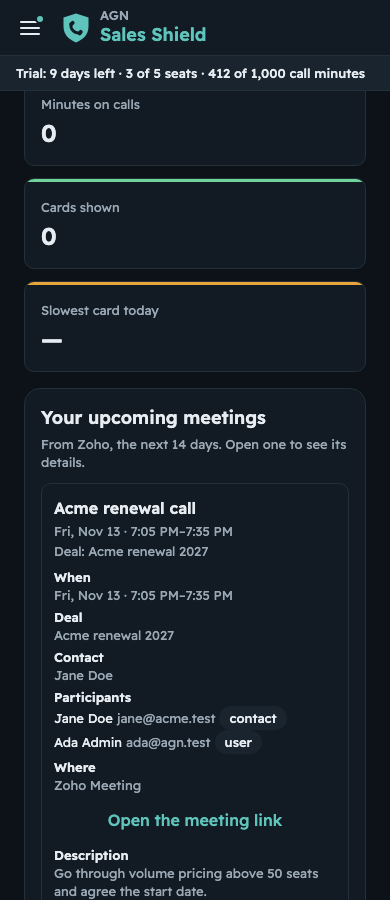 AGN
Sales Shield
Trial: 9 days left · 3 of 5 seats · 412 of 1,000 call minutes
Minutes on calls
0
Cards shown
0
Slowest card today
—
Your upcoming meetings
From Zoho, the next 14 days. Open one to see its
details.
Acme renewal call
Fri, Nov 13 · 7:05 PM–7:35 PM
Deal: Acme renewal 2027
When
Fri, Nov 13 · 7:05 PM–7:35 PM
Deal
Acme renewal 2027
Contact
Jane Doe
Participants
Jane Doe jane@acme.test contact
Ada Admin ada@agn.test user
Where
Zoho Meeting
Open the meeting link
Description
Go through volume pricing above 50 seats
and agree the start date.